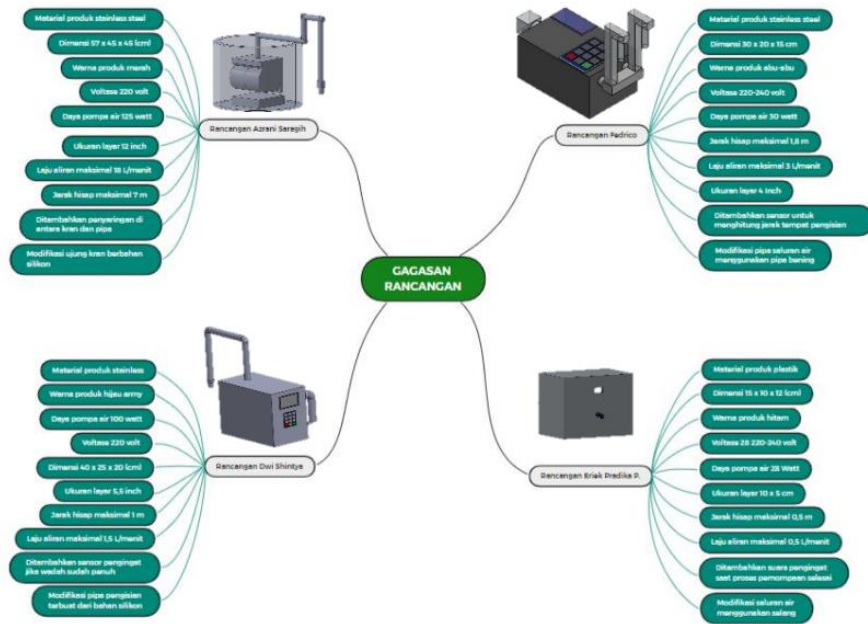 Material produk stainless steel
Dimensi 57 x 45 x 45 (cm)
Warna produk merah
Voltase 220 volt
Daya pompa air 125 watt
Ukuran layer 12 inch
Laju aliran maksimal 18 L/menit
Jarak hisap maksimal 7 m
Ditambahkan penyaringan di
antara kran dan pipa
Modifikasi ujung kran berbahan
silikon
Rancangan Azrani Saragih
Material produk stainless steel
Dimensi 30 x 20 x 15 cm
Warna produk abu-abu
Voltase 220-240 volt
Daya pompa air 30 watt
Jarak hisap maksimal 1,8 m
Laju aliran maksimal 3 L/menit
Ukuran layer 4 Inch
Ditambahkan sensor untuk
menghitung jarak tempat pengisian
Modifikasi pipa saluran air
menggunakan pipa bening
Rancangan Fedrico
GAGASAN
RANCANGAN
Material produk stainless
Warna produk hijau army
Daya pompa air 100 watt
Voltase 220 volt
Dimensi 40 x 25 x 20 (cm)
Ukuran layer 5,5 inch
Jarak hisap maksimal 1 m
Laju aliran maksimal 1,5 L/menit
Ditambahkan sensor pengingat
jika wadah sudah penuh
Modifikasi pipa pengisian
terbuat dari bahan silikon
Rancangan Dwi Shintya
Material produk plastik
Dimensi 15 x 10 x 12 (cm)
Warna produk hitam
Voltase 28 220-240 volt
Daya pompa air 28 Watt
Ukuran layer 10 x 5 cm
Jarak hisap maksimal 0,5 m
Laju aliran maksimal 0,5 L/menit
Ditambahkan suara pengingat
saat proses pemompaan selesai
Modifikasi saluran air
menggunakan selang
Rancangan Eriek Pradika P.